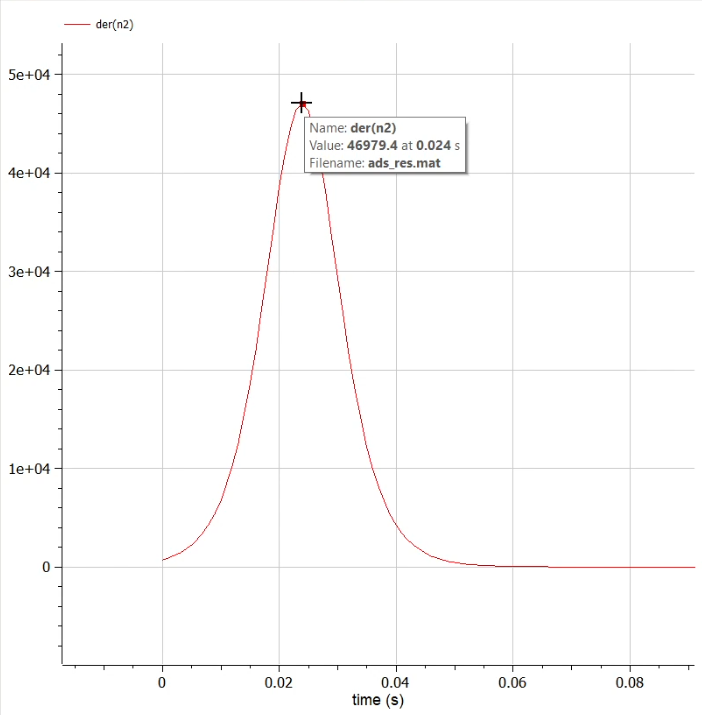 der(n2)
5e+04
Name: der(n2)
Value: 46979.4 at 0.024 s
Filename: ads_res.mat
4e+04
3e+04
2e+04
1e+04
0
0 0.02 0.04 0.06 0.08
time (s)